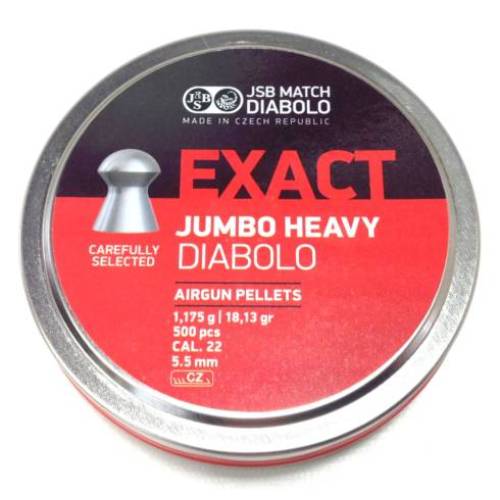 JSB
JSB MATCH
DIABOLO
MADE IN CZECH REPUBLIC
EXACT
JUMBO HEAVY
DIABOLO
CAREFULLY
SELECTED
AIRGUN PELLETS
1,175 g | 18,13 gr
500 pcs
CAL. 22
5.5 mm
CZ